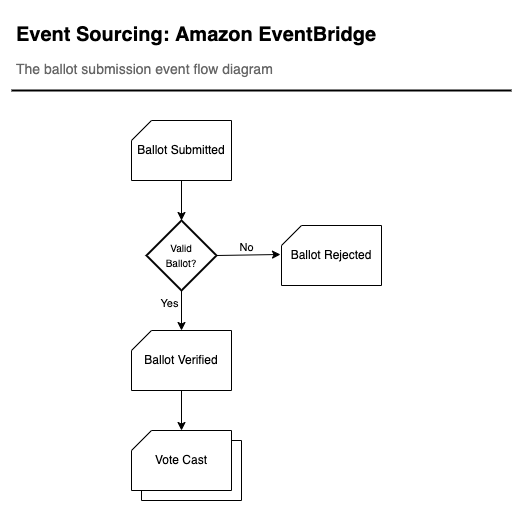 Event Sourcing: Amazon EventBridge
The ballot submission event flow diagram
Ballot Submitted
Valid
Ballot?
No
Ballot Rejected
Yes
Ballot Verified
Vote Cast